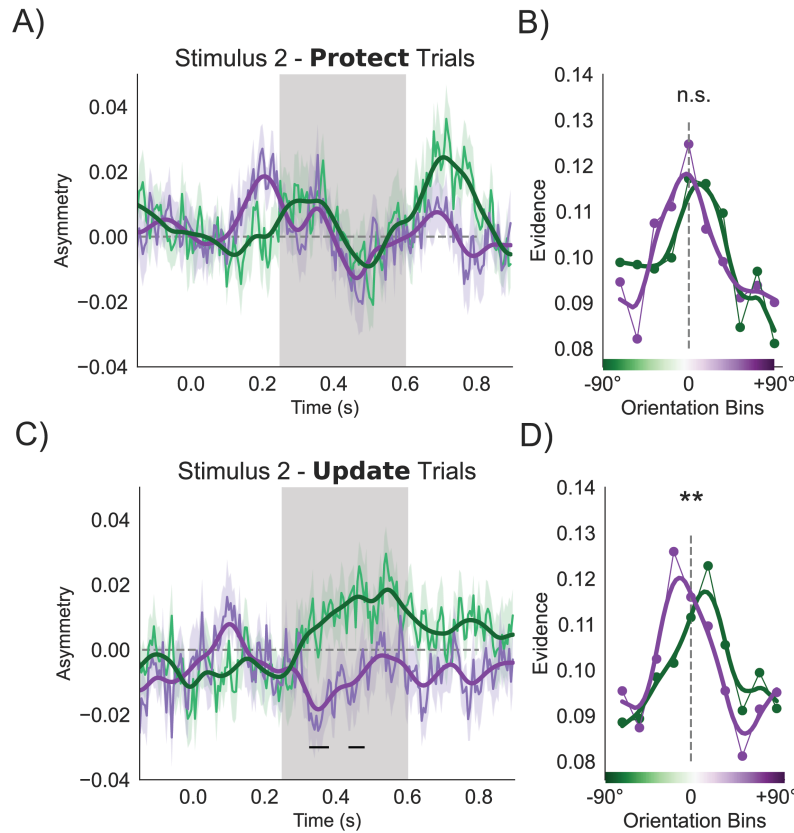 A)
Stimulus 2 - Protect Trials
0.04
0.02
0.00
−0.02
−0.04
Asymmetry
0.0 0.2 0.4 0.6 0.8
Time (s)
B)
n.s.
0.14
0.13
0.12
0.11
0.10
0.09
0.08
Evidence
-90° 0 +90°
Orientation Bins
C)
Stimulus 2 - Update Trials
0.04
0.02
0.00
−0.02
−0.04
Asymmetry
0.0 0.2 0.4 0.6 0.8
Time (s)
D)
**
0.14
0.13
0.12
0.11
0.10
0.09
0.08
Evidence
-90° 0 +90°
Orientation Bins